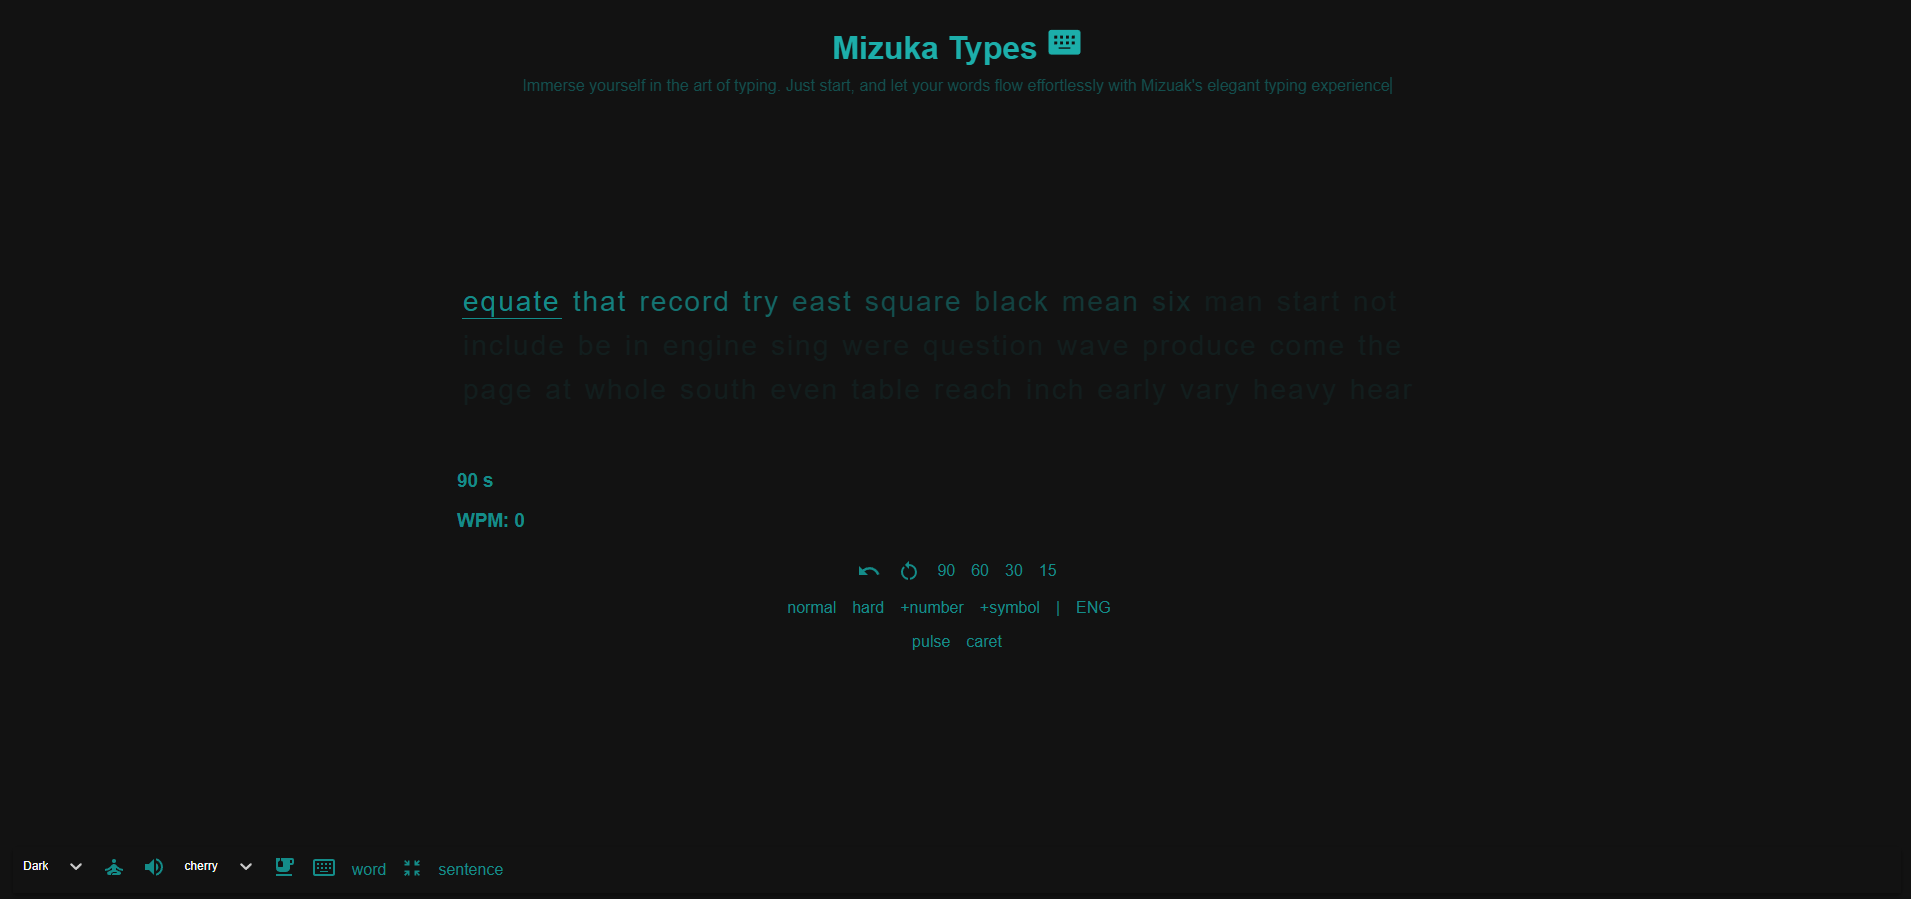 Mizuka Types
Immerse yourself in the art of typing. Just start, and let your words flow effortlessly with Mizuak's elegant typing experience|
equate that record try east square black mean six man start not
include be in engine sing were question wave produce come the
page at whole south even table reach inch early vary heavy hear
90 s
WPM: 0
90 60 30 15
normal hard +number +symbol | ENG
pulse caret
Dark cherry word sentence